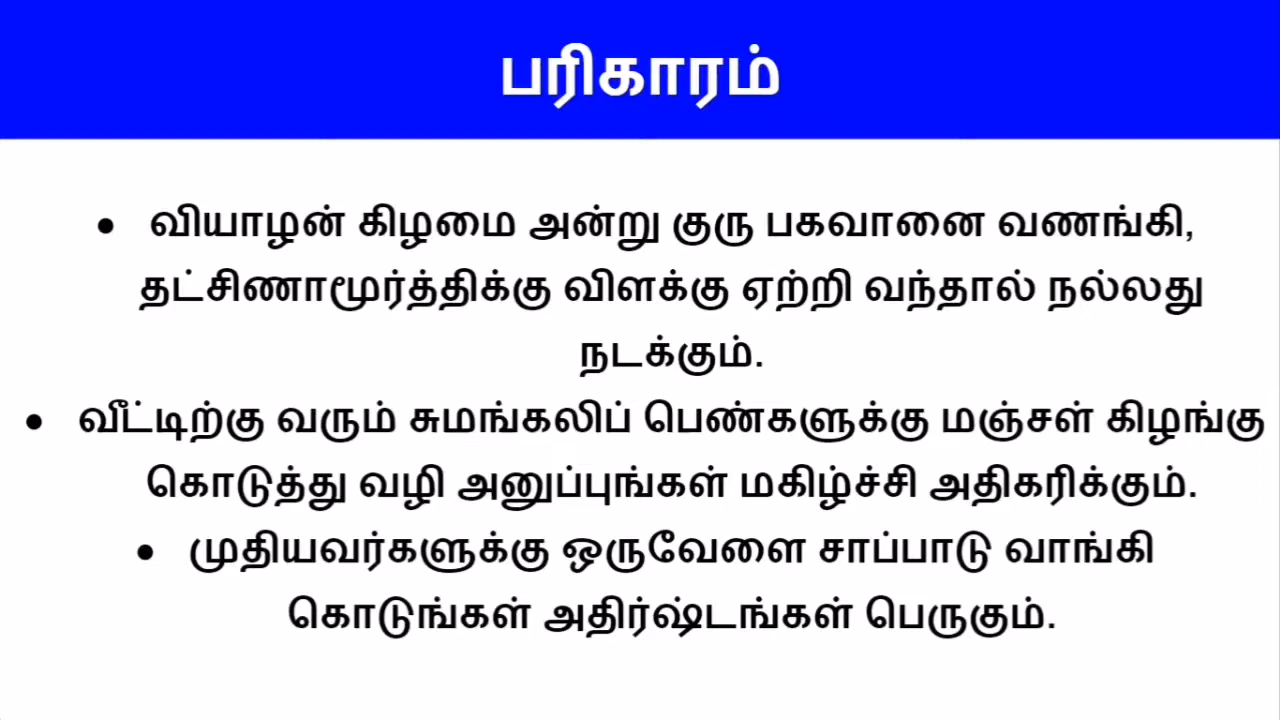 பரிகாரம்
• வியாழன் கிழமை அன்று குரு பகவானை வணங்கி,
தட்சிணாமூர்த்திக்கு விளக்கு ஏற்றி வந்தால் நல்லது
நடக்கும்.
• வீட்டிற்கு வரும் சுமங்கலிப் பெண்களுக்கு மஞ்சள் கிழங்கு
கொடுத்து வழி அனுப்புங்கள் மகிழ்ச்சி அதிகரிக்கும்.
• முதியவர்களுக்கு ஒருவேளை சாப்பாடு வாங்கி
கொடுங்கள் அதிர்ஷ்டங்கள் பெருகும்.